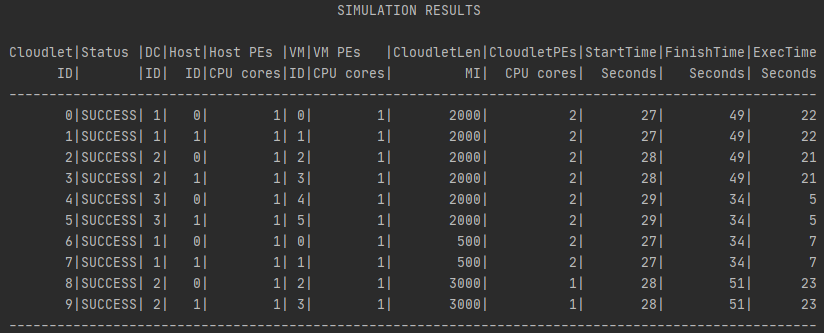 SIMULATION RESULTS
Cloudlet|Status |DC|Host|Host PEs |VM|VM PEs   |CloudletLen|CloudletPEs|StartTime|FinishTime|ExecTime
      ID|       |ID|  ID|CPU cores|ID|CPU cores|         MI|  CPU cores|  Seconds|   Seconds| Seconds
-----------------------------------------------------------------------------------------------------
       0|SUCCESS| 1|   0|        1| 0|        1|       2000|          2|       27|        49|      22
       1|SUCCESS| 1|   1|        1| 1|        1|       2000|          2|       27|        49|      22
       2|SUCCESS| 2|   0|        1| 2|        1|       2000|          2|       28|        49|      21
       3|SUCCESS| 2|   1|        1| 3|        1|       2000|          2|       28|        49|      21
       4|SUCCESS| 3|   0|        1| 4|        1|       2000|          2|       29|        34|       5
       5|SUCCESS| 3|   1|        1| 5|        1|       2000|          2|       29|        34|       5
       6|SUCCESS| 1|   0|        1| 0|        1|        500|          2|       27|        34|       7
       7|SUCCESS| 1|   1|        1| 1|        1|        500|          2|       27|        34|       7
       8|SUCCESS| 2|   0|        1| 2|        1|       3000|          1|       28|        51|      23
       9|SUCCESS| 2|   1|        1| 3|        1|       3000|          1|       28|        51|      23
-----------------------------------------------------------------------------------------------------